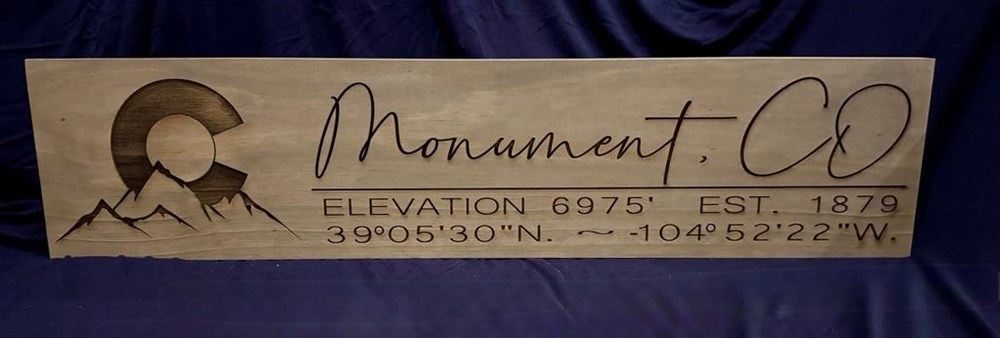 Monument, CO
ELEVATION 6975' EST. 1879
39°05'30"N. ~ -104°52'22"W.